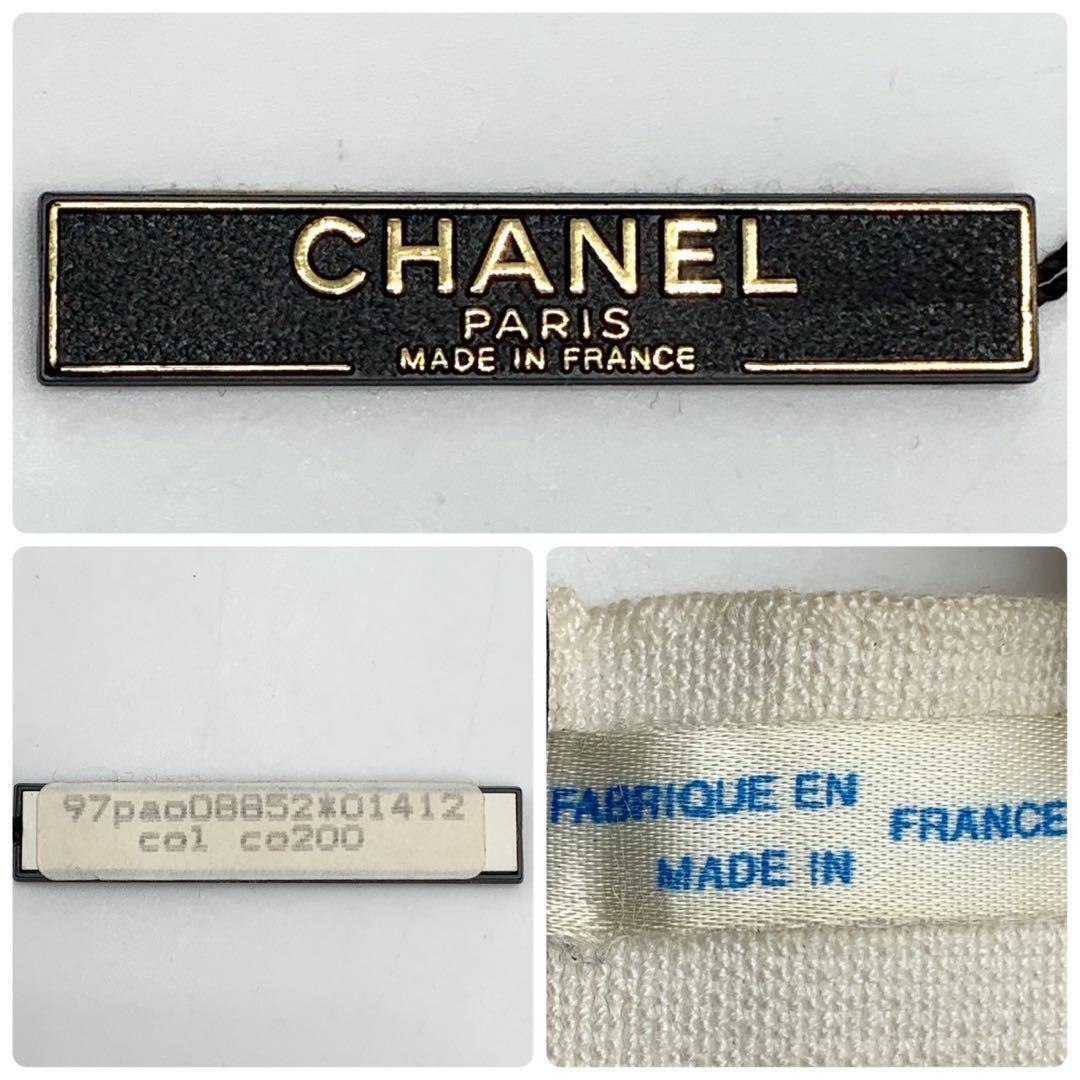 CHANEL
PARIS
MADE IN FRANCE
97pao08852*01412
col co200
FABRIQUE EN FRANCE
MADE IN